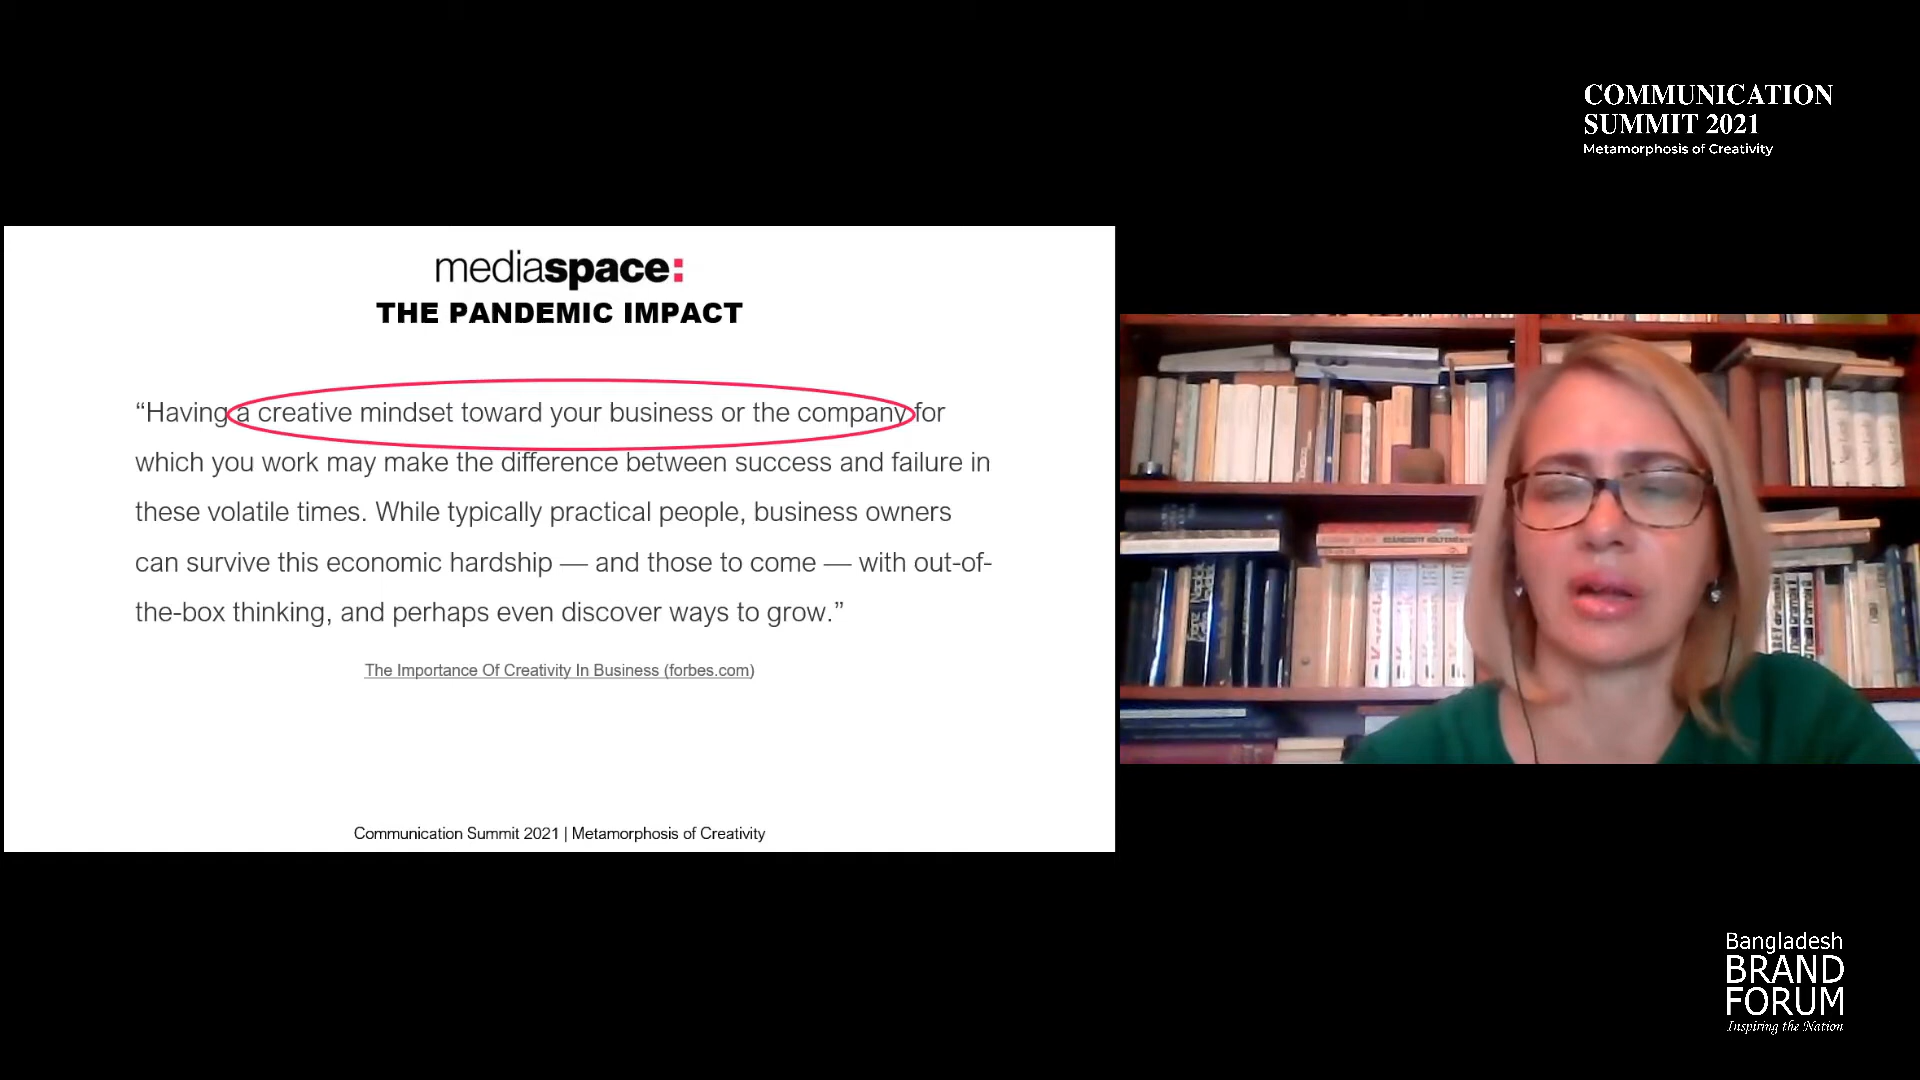 COMMUNICATION
SUMMIT 2021
Metamorphosis of Creativity
mediaspace:
THE PANDEMIC IMPACT
“Having a creative mindset toward your business or the company for
which you work may make the difference between success and failure in
these volatile times. While typically practical people, business owners
can survive this economic hardship — and those to come — with out-of-
the-box thinking, and perhaps even discover ways to grow.”
The Importance Of Creativity In Business (forbes.com)
Communication Summit 2021 | Metamorphosis of Creativity
Bangladesh
BRAND
FORUM
Inspiring the Nation